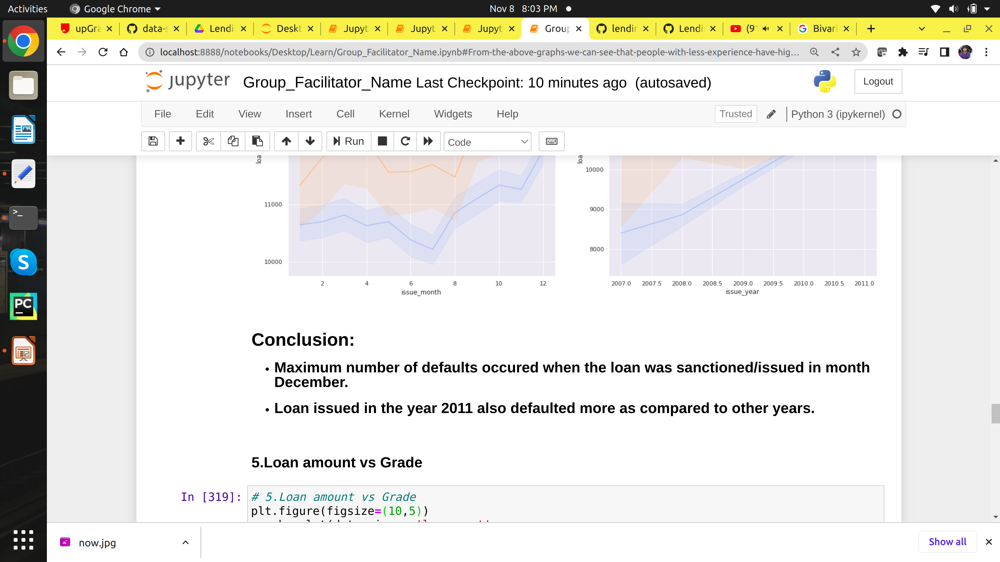 Activities Google Chrome Nov 8 8:03 PM
upGra data-s Lendi Deskt Jupyt Jupyt Jupyt Group lendin Lendi (91 Bivari
localhost:8888/notebooks/Desktop/Learn/Group_Facilitator_Name.ipynb#From-the-above-graphs-we-can-see-that-people-with-less-experience-have-hig...
jupyter Group_Facilitator_Name Last Checkpoint: 10 minutes ago (autosaved) Logout
File Edit View Insert Cell Kernel Widgets Help Trusted Python 3 (ipykernel)
Run Code
loa
11000
10000
2 4 6 8 10 12
issue_month
loa
10000
9000
8000
2007.0 2007.5 2008.0 2008.5 2009.0 2009.5 2010.0 2010.5 2011.0
issue_year
Conclusion:
• Maximum number of defaults occured when the loan was sanctioned/issued in month
December.
• Loan issued in the year 2011 also defaulted more as compared to other years.
5.Loan amount vs Grade
In [319]: # 5.Loan amount vs Grade
plt.figure(figsize=(10,5))
now.jpg Show all